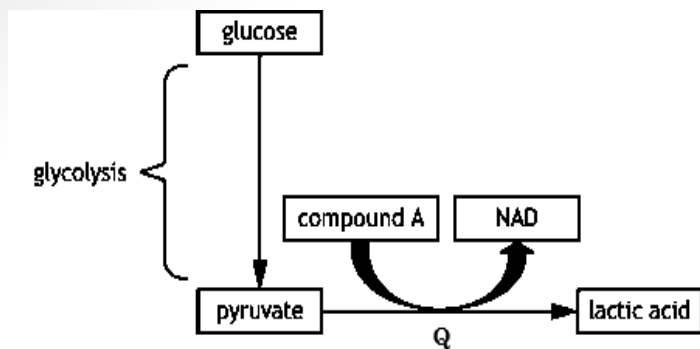 glucose
glycolysis
compound A
NAD
pyruvate
lactic acid
Q